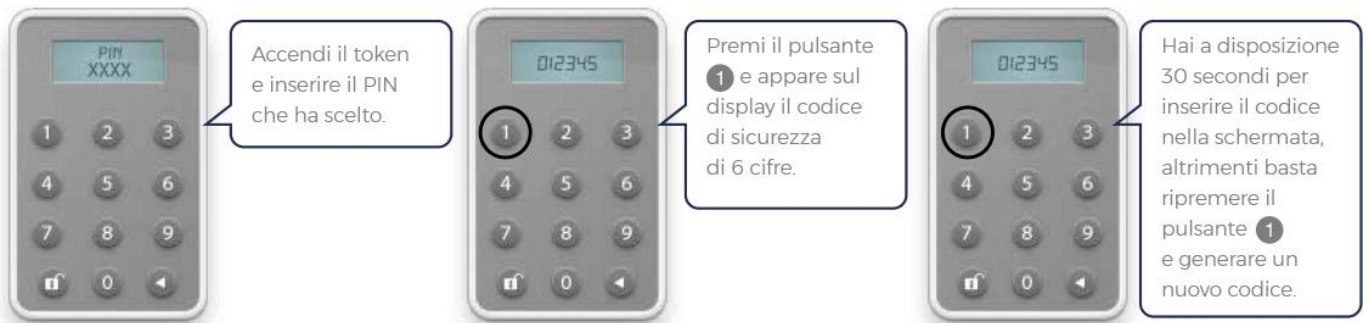 PIN
XXXX
1 2 3
4 5 6
7 8 9
0
Accendi il token
e inserire il PIN
che ha scelto.
012345
1 2 3
4 5 6
7 8 9
0
Premi il pulsante
1 e appare sul
display il codice
di sicurezza
di 6 cifre.
012345
1 2 3
4 5 6
7 8 9
0
Hai a disposizione
30 secondi per
inserire il codice
nella schermata,
altrimenti basta
ripremere il
pulsante 1
e generare un
nuovo codice.